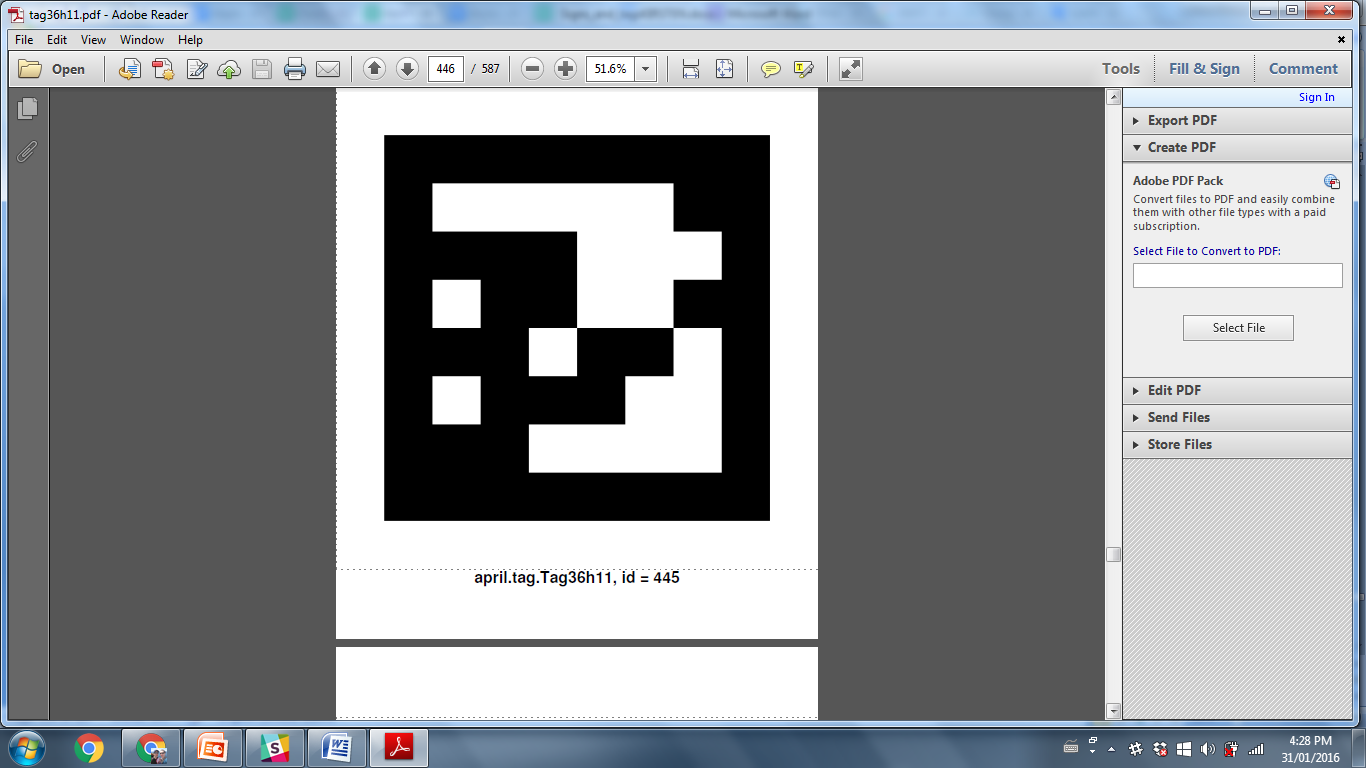 tag36h11.pdf - Adobe Reader
File Edit View Window Help
Open 446 / 587 51.6% Tools Fill & Sign Comment
Sign In
Export PDF
Create PDF
Adobe PDF Pack
Convert files to PDF and easily combine
them with other file types with a paid
subscription.
Select File to Convert to PDF:
Select File
Edit PDF
Send Files
Store Files
april.tag.Tag36h11, id = 445
4:28 PM
31/01/2016